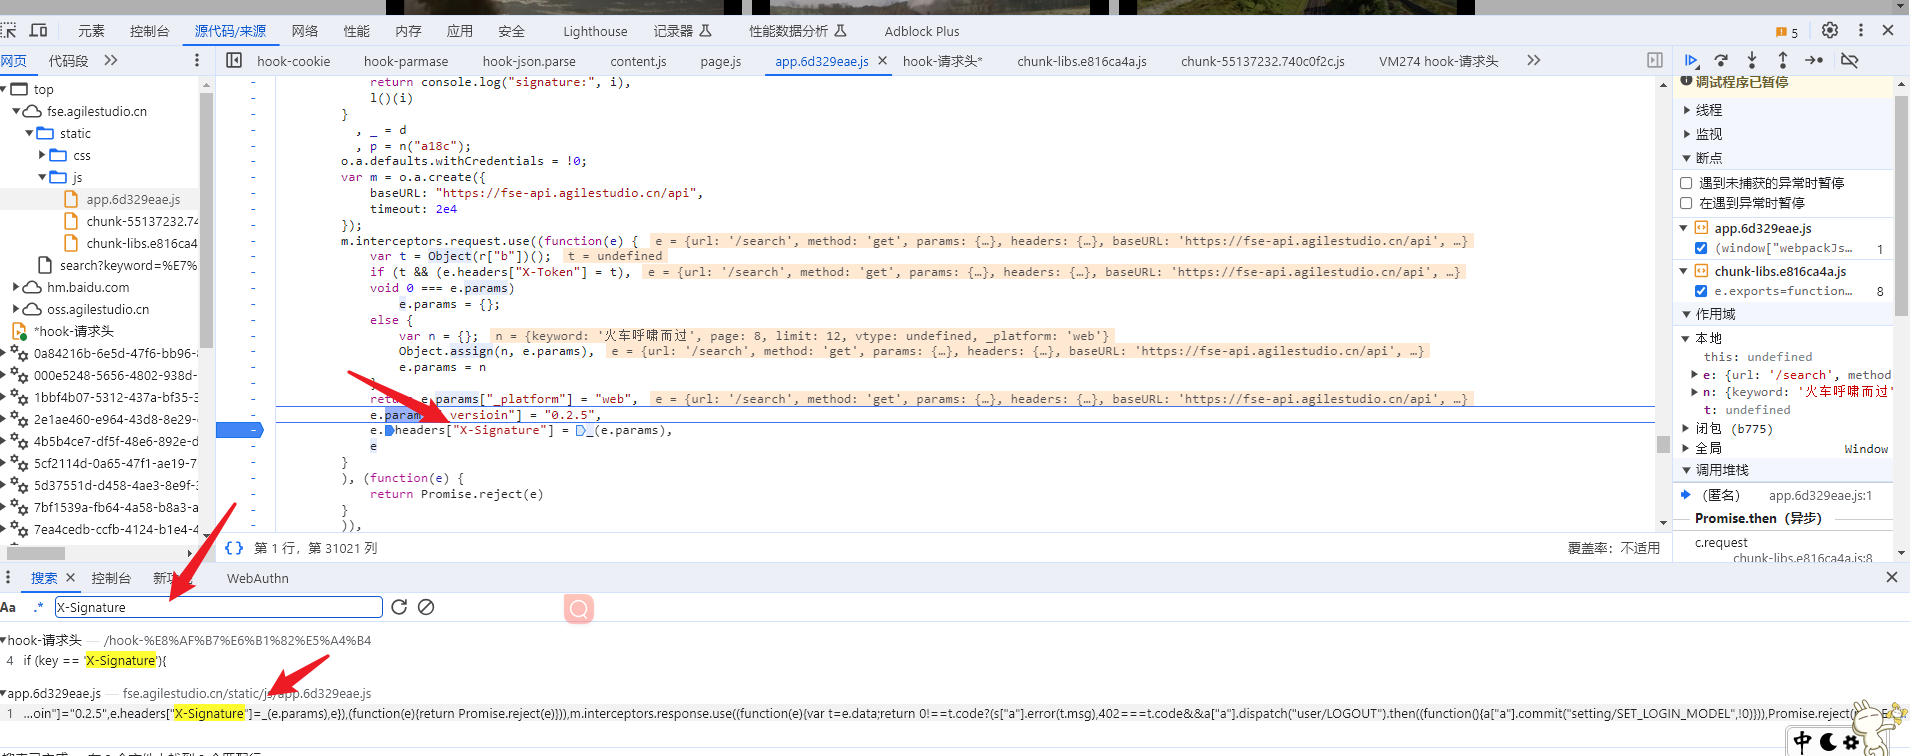 元素 控制台 源代码/来源 网络 性能 内存 应用 安全 Lighthouse 记录器 性能数据分析 Adblock Plus 5
网页 代码段 hook-cookie hook-parmase hook-json.parse content.js page.js app.6d329eae.js hook-请求头* chunk-libs.e816ca4a.js chunk-55137232.740c0f2c.js VM274 hook-请求头
top
fse.agilestudio.cn
static
css
js
app.6d329eae.js
chunk-55137232.74
chunk-libs.e816ca4
search?keyword=%E7%
hm.baidu.com
oss.agilestudio.cn
*hook-请求头
0a84216b-6e5d-47f6-bb96-
000e5248-5656-4802-938d-
1bbf4b07-5312-437a-bf35-3
2e1ae460-e964-43d8-8e29-
4b5b4ce7-df5f-48e6-892e-d
5cf2114d-0a65-47f1-ae19-7
5d37551d-d458-4ae3-8e9f-
7bf1539a-fb64-4a58-b8a3-a
7ea4cedb-ccfb-4124-b1e4-4
return console.log("signature:", i),
l()(i)
}
, _ = d
, p = n("a18c");
o.a.defaults.withCredentials = !0;
var m = o.a.create({
baseURL: "https://fse-api.agilestudio.cn/api",
timeout: 2e4
});
m.interceptors.request.use((function(e) { e = {url: '/search', method: 'get', params: {…}, headers: {…}, baseURL: 'https://fse-api.agilestudio.cn/api', …}
var t = Object(r["b"])(); t = undefined
if (t && (e.headers["X-Token"] = t), e = {url: '/search', method: 'get', params: {…}, headers: {…}, baseURL: 'https://fse-api.agilestudio.cn/api', …}
void 0 === e.params)
e.params = {};
else {
var n = {}; n = {keyword: '火车呼啸而过', page: 8, limit: 12, vtype: undefined, _platform: 'web'}
Object.assign(n, e.params), e = {url: '/search', method: 'get', params: {…}, headers: {…}, baseURL: 'https://fse-api.agilestudio.cn/api', …}
e.params = n
}
return e.params["_platform"] = "web", e = {url: '/search', method: 'get', params: {…}, headers: {…}, baseURL: 'https://fse-api.agilestudio.cn/api', …}
e.param versioin"] = "0.2.5",
e.headers["X-Signature"] = _(e.params),
e
}
), (function(e) {
return Promise.reject(e)
}
)),
{} 第 1 行，第 31021 列 覆盖率：不适用
调试程序已暂停
线程
监视
断点
遇到未捕获的异常时暂停
在遇到异常时暂停
app.6d329eae.js
(window["webpackJs… 1
chunk-libs.e816ca4a.js
e.exports=function… 8
作用域
本地
this: undefined
e: {url: '/search', method
n: {keyword: '火车呼啸而过'
t: undefined
闭包 (b775)
全局 Window
调用堆栈
(匿名) app.6d329eae.js:1
Promise.then（异步）
c.request
chunk-libs.e816ca4a.js:8
搜索 控制台 WebAuthn
Aa .* X-Signature
hook-请求头 — /hook-%E8%AF%B7%E6%B1%82%E5%A4%B4
4 if (key == 'X-Signature'){
app.6d329eae.js — fse.agilestudio.cn/static/js/app.6d329eae.js
1 …oin"]="0.2.5",e.headers["X-Signature"]=_(e.params),e}),(function(e){return Promise.reject(e)})),m.interceptors.response.use((function(e){var t=e.data;return 0!==t.code?(s["a"].error(t.msg),402===t.code&&a["a"].dispatch("user/LOGOUT").then((function(){a["a"].commit("setting/SET_LOGIN_MODEL",!0)})),Promise.reject(
中